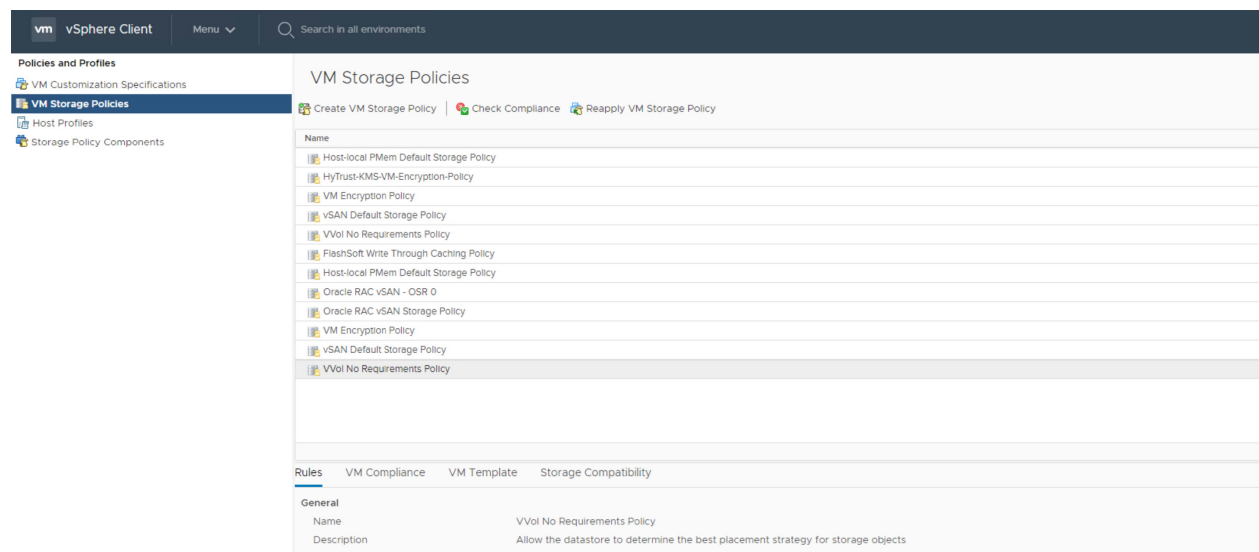 vm vSphere Client Menu Search in all environments
Policies and Profiles
VM Customization Specifications
VM Storage Policies
Host Profiles
Storage Policy Components
VM Storage Policies
Create VM Storage Policy Check Compliance Reapply VM Storage Policy
Name
Host-local PMem Default Storage Policy
HyTrust-KMS-VM-Encryption-Policy
VM Encryption Policy
vSAN Default Storage Policy
VVol No Requirements Policy
FlashSoft Write Through Caching Policy
Host-local PMem Default Storage Policy
Oracle RAC vSAN - OSR 0
Oracle RAC vSAN Storage Policy
VM Encryption Policy
vSAN Default Storage Policy
VVol No Requirements Policy
Rules VM Compliance VM Template Storage Compatibility
General
Name VVol No Requirements Policy
Description Allow the datastore to determine the best placement strategy for storage objects